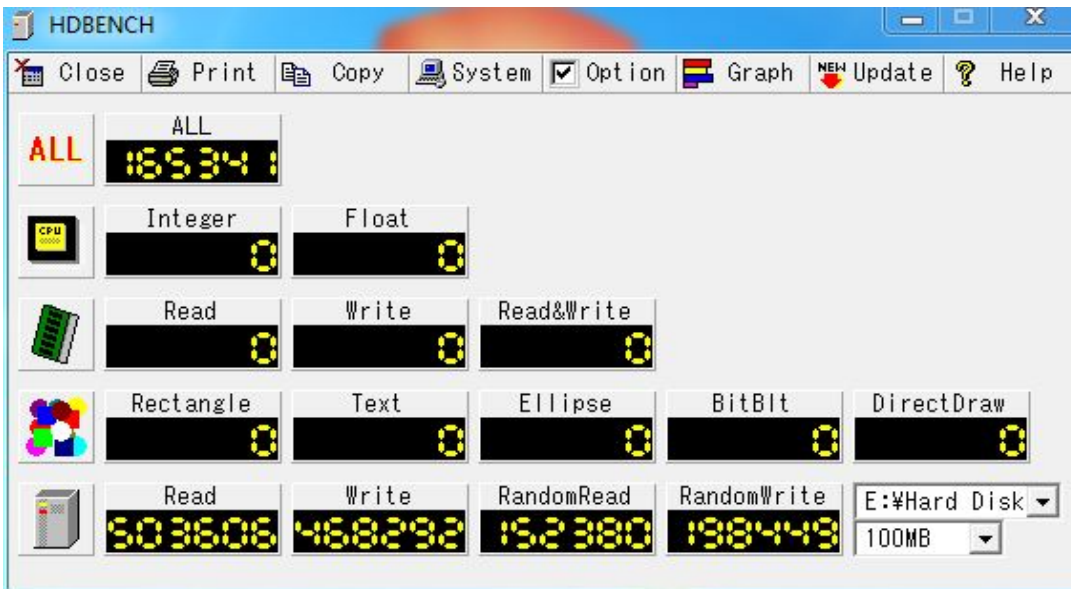 HDBENCH
Close Print Copy System Option Graph NEW Update Help
ALL
ALL
165341
CPU
Integer Float
0 0
Read Write Read&Write
0 0 0
Rectangle Text Ellipse BitBlt DirectDraw
0 0 0 0 0
Read Write RandomRead RandomWrite
503606 468292 152380 198449
E:¥Hard Disk
100MB